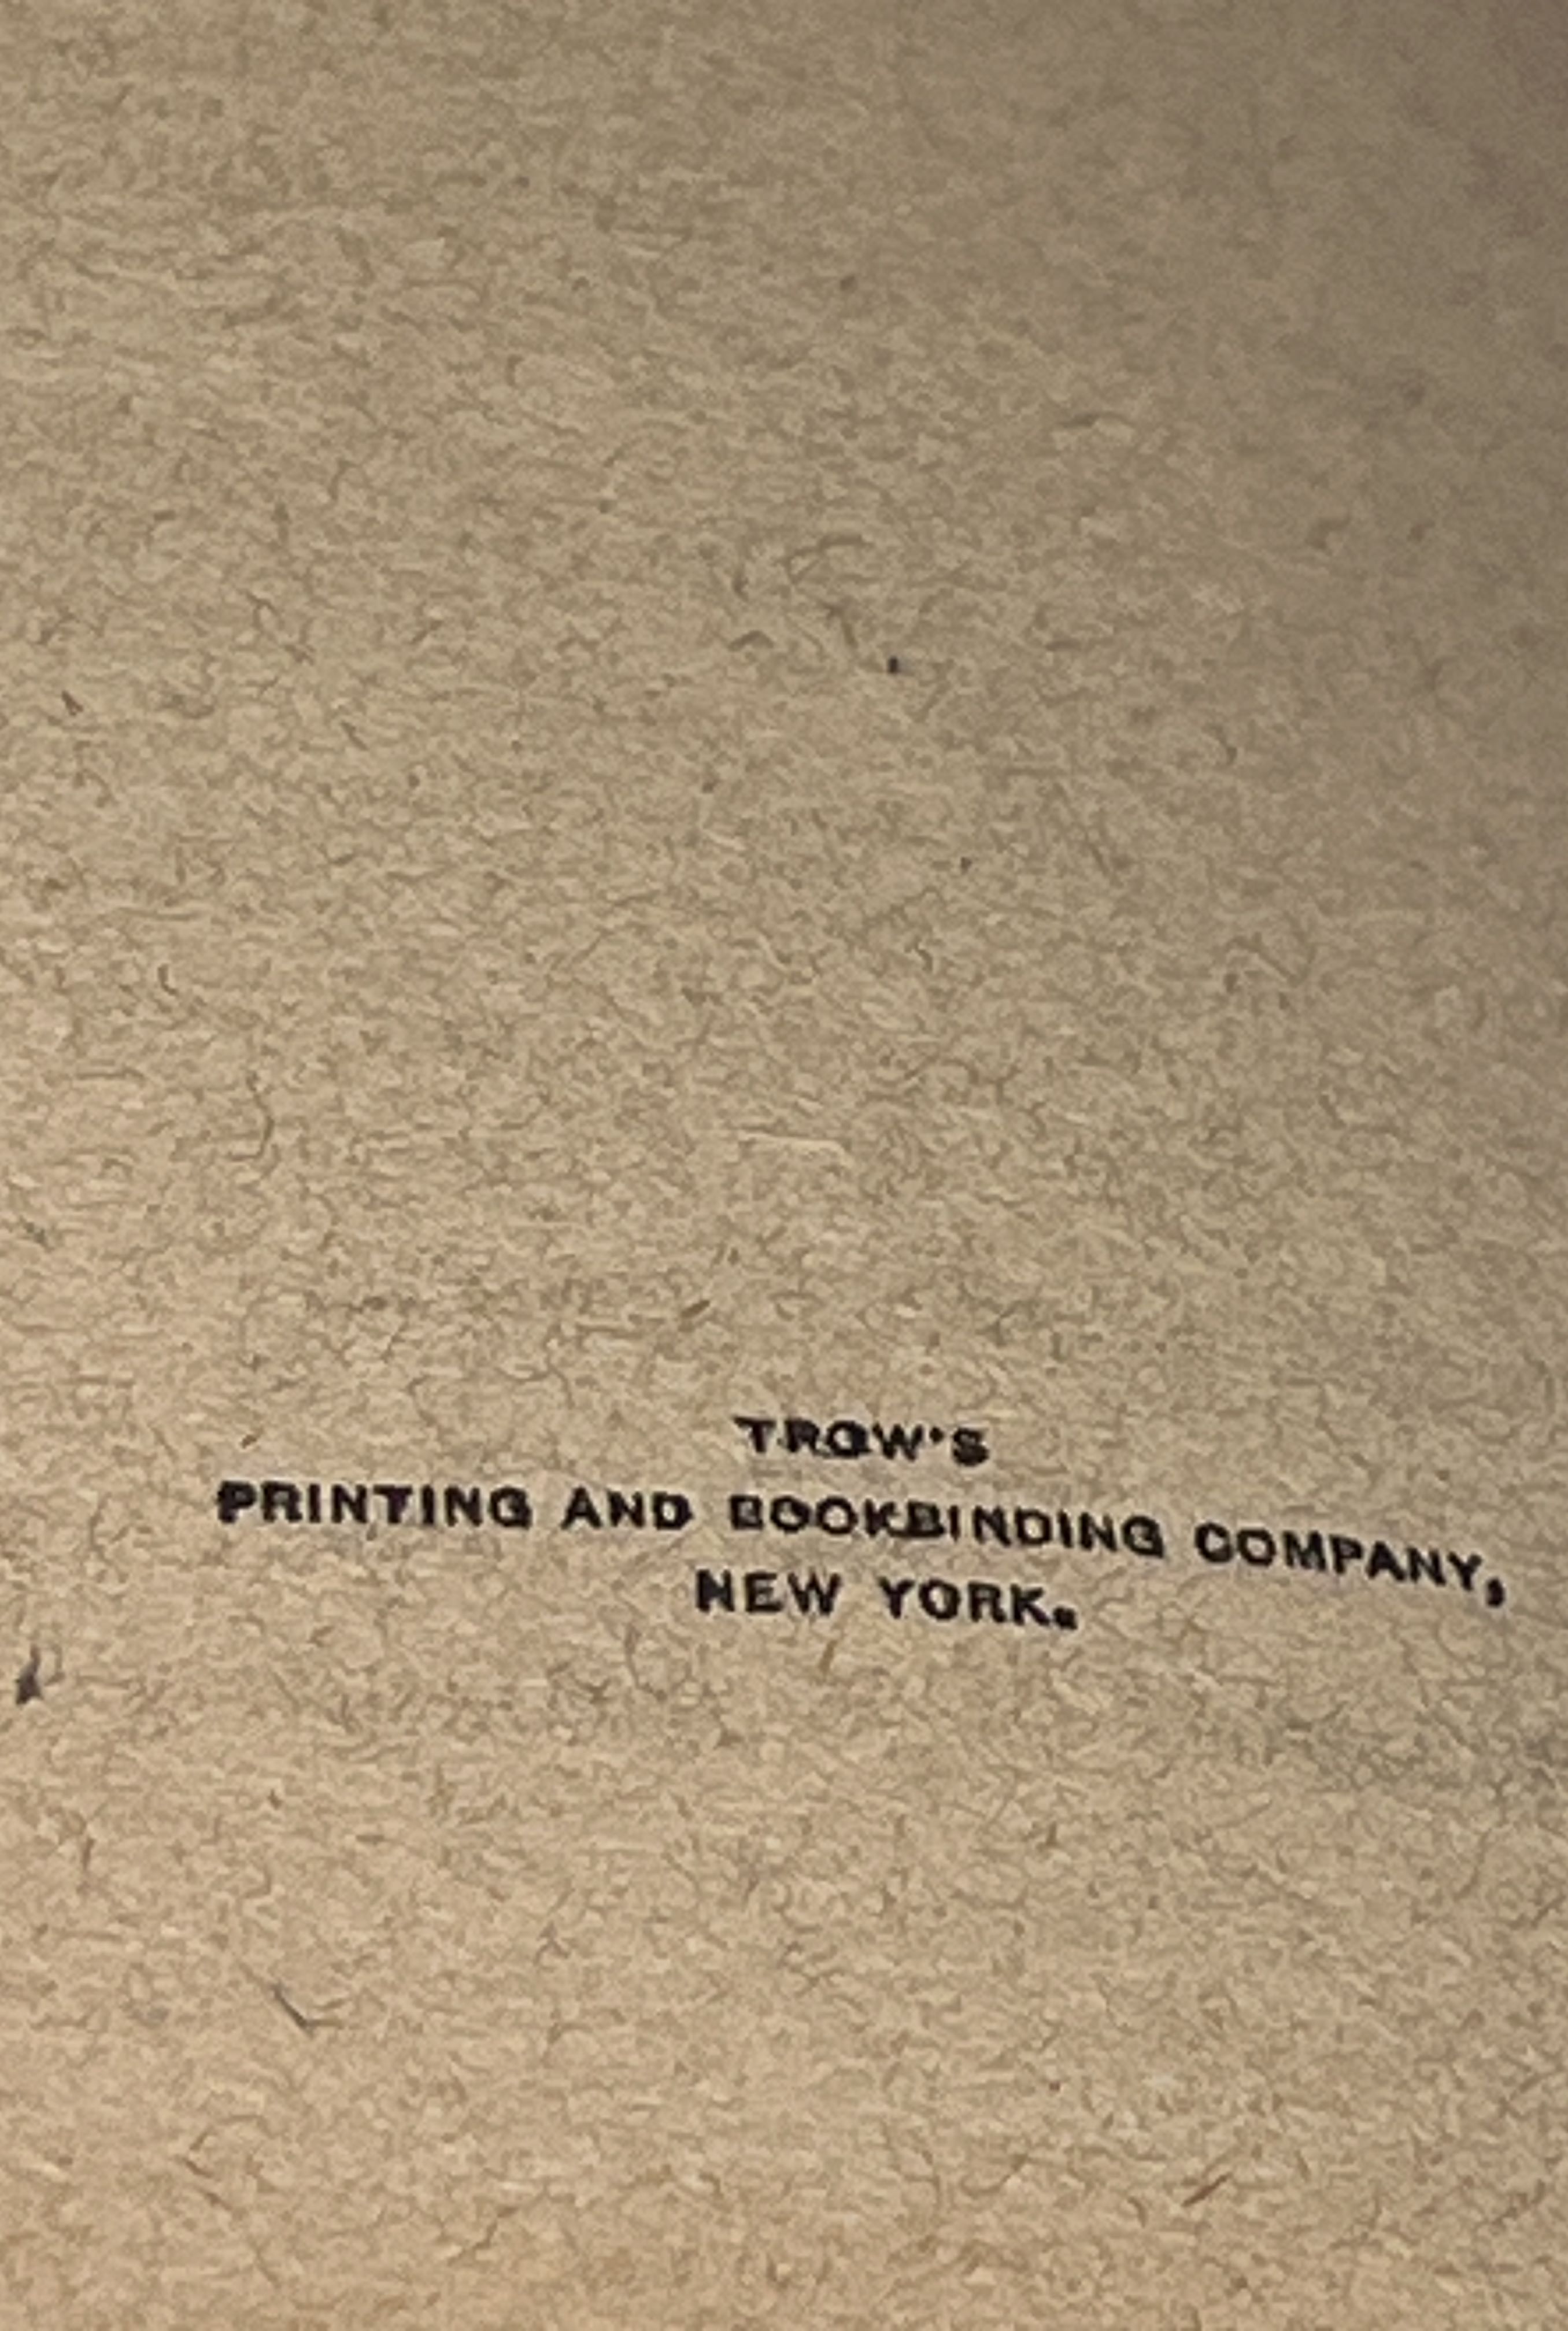 TROW'S
PRINTING AND BOOKBINDING COMPANY,
NEW YORK.